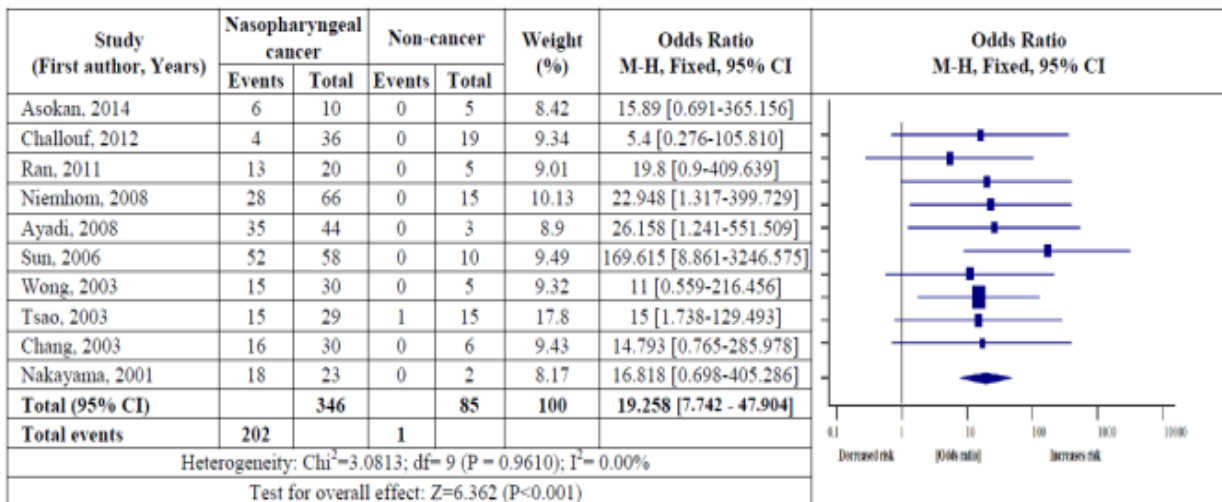 Study (First author, Years) Nasopharyngeal cancer Non-cancer Weight (%) Odds Ratio M-H, Fixed, 95% CI Odds Ratio M-H, Fixed, 95% CI
Events Total Events Total
Asokan, 2014 6 10 0 5 8.42 15.89 [0.691-365.156]
Challouf, 2012 4 36 0 19 9.34 5.4 [0.276-105.810]
Ran, 2011 13 20 0 5 9.01 19.8 [0.9-409.639]
Niemhom, 2008 28 66 0 15 10.13 22.948 [1.317-399.729]
Ayadi, 2008 35 44 0 3 8.9 26.158 [1.241-551.509]
Sun, 2006 52 58 0 10 9.49 169.615 [8.861-3246.575]
Wong, 2003 15 30 0 5 9.32 11 [0.559-216.456]
Tsao, 2003 15 29 1 15 17.8 15 [1.738-129.493]
Chang, 2003 16 30 0 6 9.43 14.793 [0.765-285.978]
Nakayama, 2001 18 23 0 2 8.17 16.818 [0.698-405.286]
Total (95% CI) 346 85 100 19.258 [7.742 - 47.904]
Total events 202 1
Heterogeneity: Chi²=3.0813; df= 9 (P = 0.9610); I²= 0.00%
Test for overall effect: Z=6.362 (P<0.001)
0.1 1 10 100 1000 10000
Decreased risk [Odds ratio] Increases risk